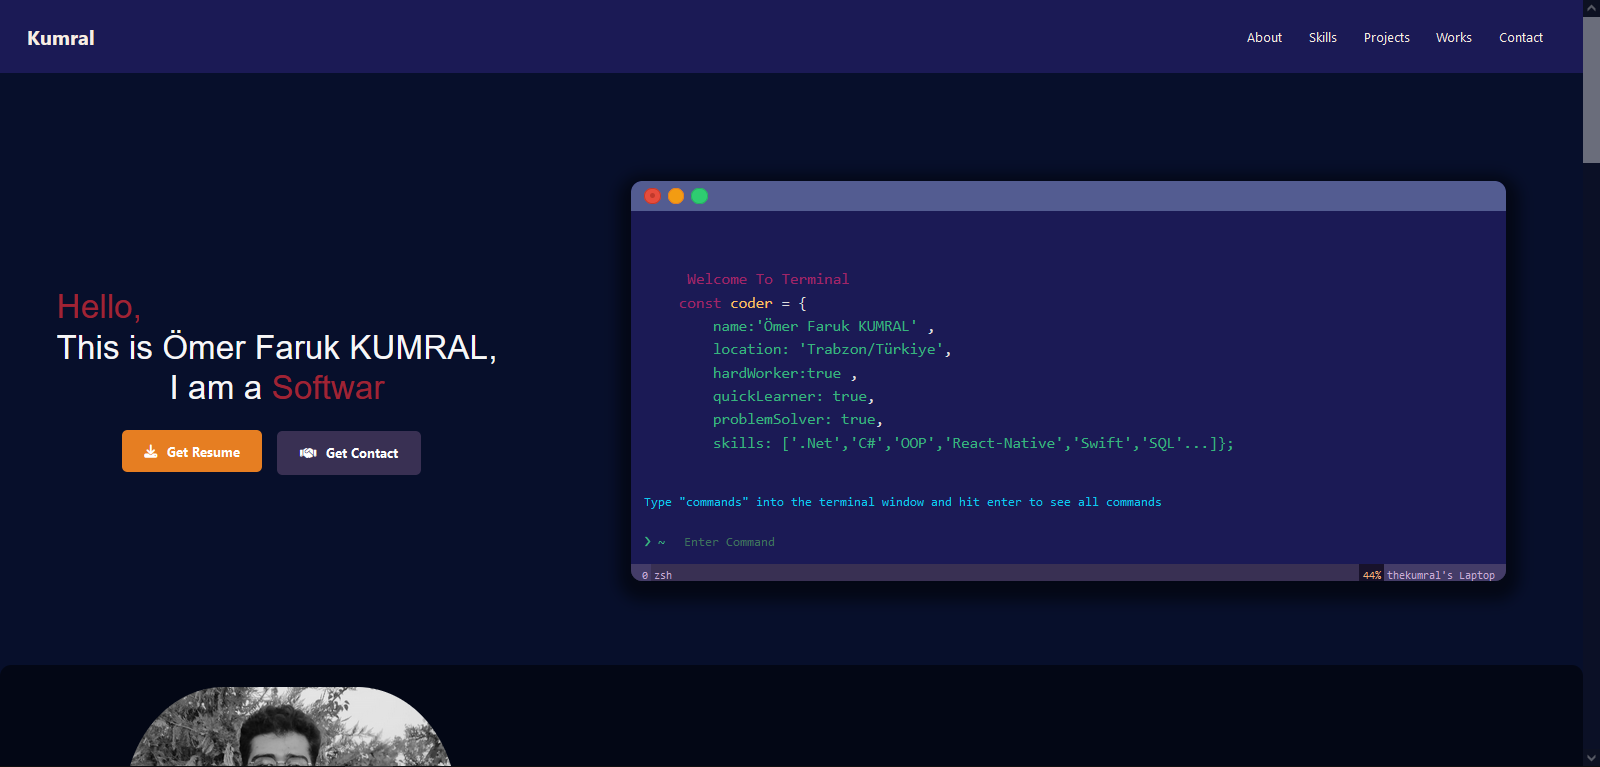 Kumral
About Skills Projects Works Contact
Hello,
This is Ömer Faruk KUMRAL,
I am a Softwar
Get Resume Get Contact
Welcome To Terminal
const coder = {
name:'Ömer Faruk KUMRAL' ,
location: 'Trabzon/Türkiye',
hardWorker:true ,
quickLearner: true,
problemSolver: true,
skills: ['.Net','C#','OOP','React-Native','Swift','SQL'...]};
Type "commands" into the terminal window and hit enter to see all commands
❯ ~ Enter Command
0 zsh 44% thekumral's Laptop